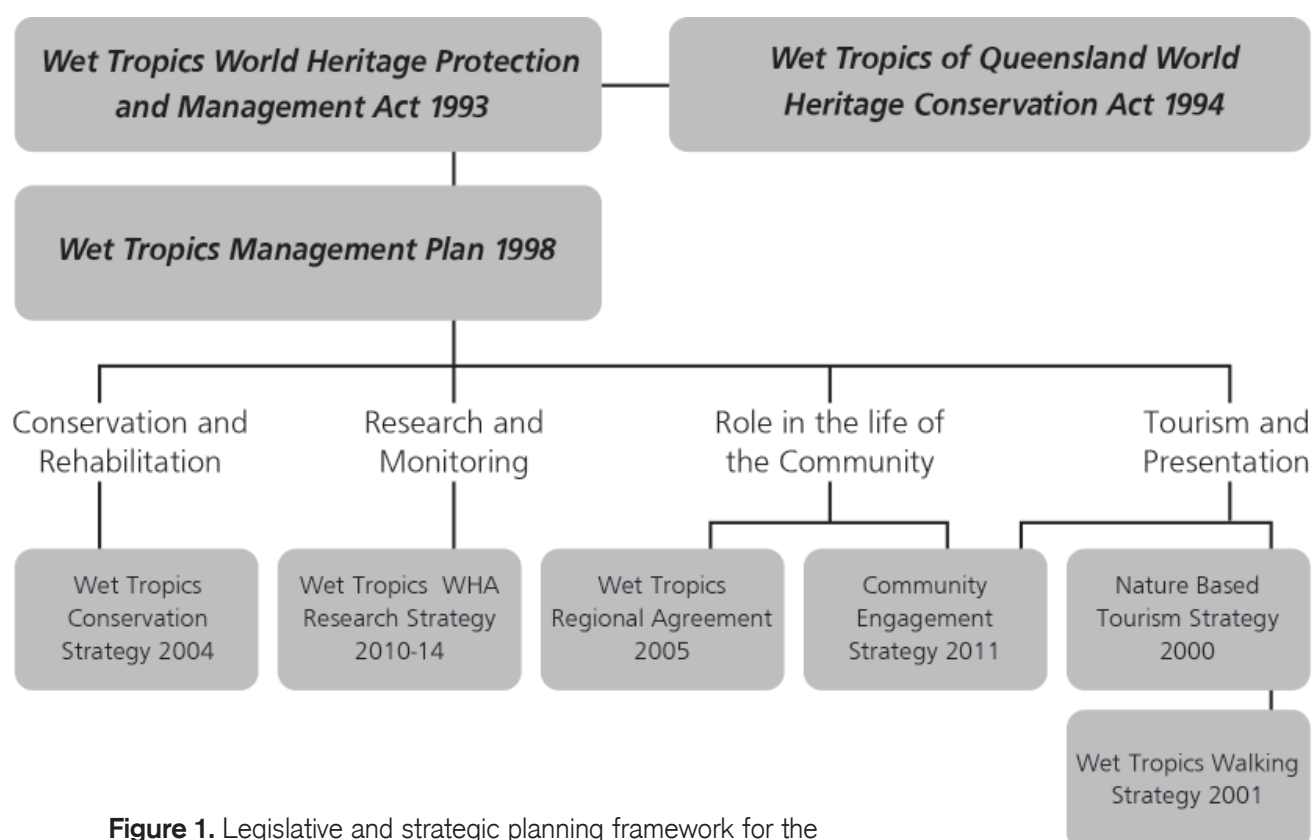 Wet Tropics World Heritage Protection
and Management Act 1993
Wet Tropics of Queensland World
Heritage Conservation Act 1994
Wet Tropics Management Plan 1998
Conservation and
Rehabilitation
Research and
Monitoring
Role in the life of
the Community
Tourism and
Presentation
Wet Tropics
Conservation
Strategy 2004
Wet Tropics WHA
Research Strategy
2010-14
Wet Tropics
Regional Agreement
2005
Community
Engagement
Strategy 2011
Nature Based
Tourism Strategy
2000
Wet Tropics Walking
Strategy 2001
Figure 1. Legislative and strategic planning framework for the